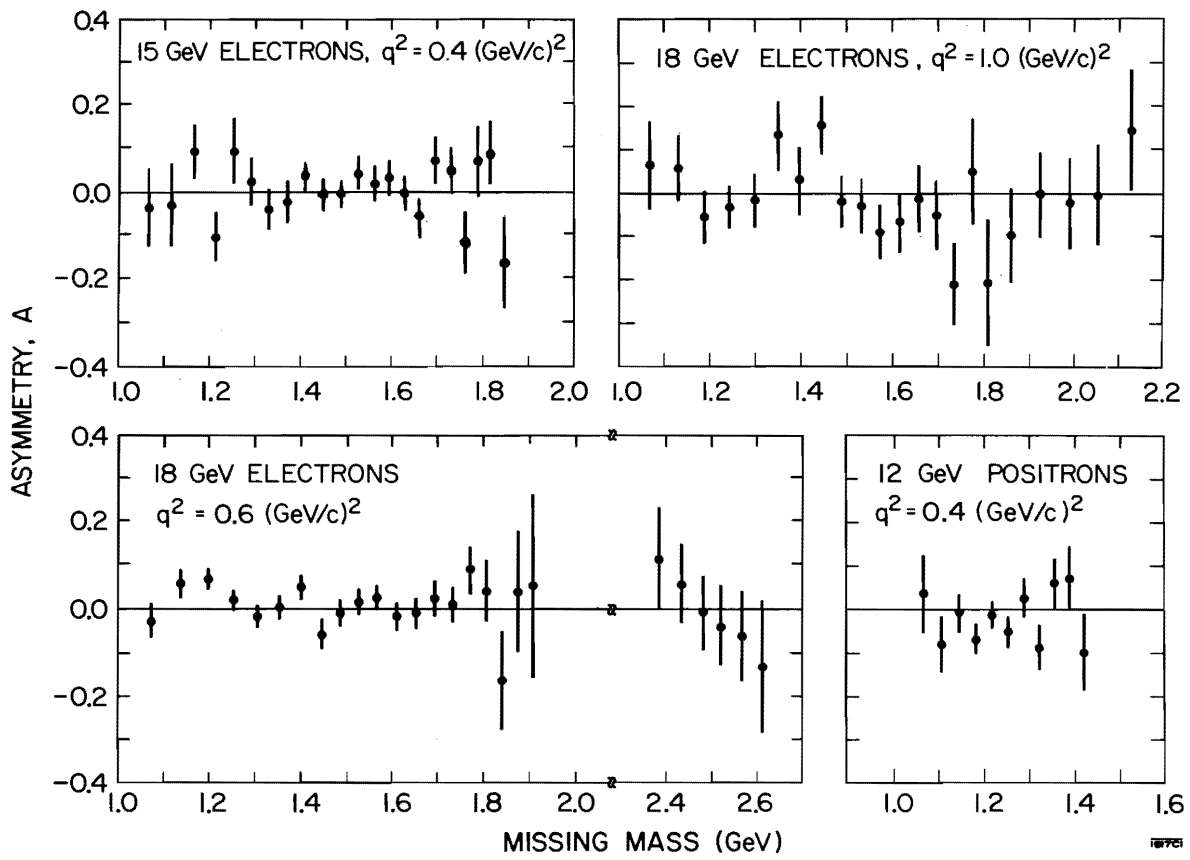 15 GeV ELECTRONS, q² = 0.4 (GeV/c)²
18 GeV ELECTRONS, q² = 1.0 (GeV/c)²
0.4
0.2
0.0
−0.2
−0.4
1.0 1.2 1.4 1.6 1.8 2.0
1.0 1.2 1.4 1.6 1.8 2.0 2.2
ASYMMETRY, A
18 GeV ELECTRONS
q² = 0.6 (GeV/c)²
12 GeV POSITRONS
q² = 0.4 (GeV/c)²
0.4
0.2
0.0
−0.2
−0.4
1.0 1.2 1.4 1.6 1.8 2.0 2.4 2.6
1.0 1.2 1.4 1.6
MISSING MASS (GeV)